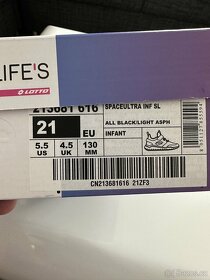 LIFE'S
LOTTO
213681 616
SPACEULTRA INF SL
ALL BLACK/LIGHT ASPH
21
EU
INFANT
5.5
US
4.5
UK
130
MM
CN213681616 21ZF3